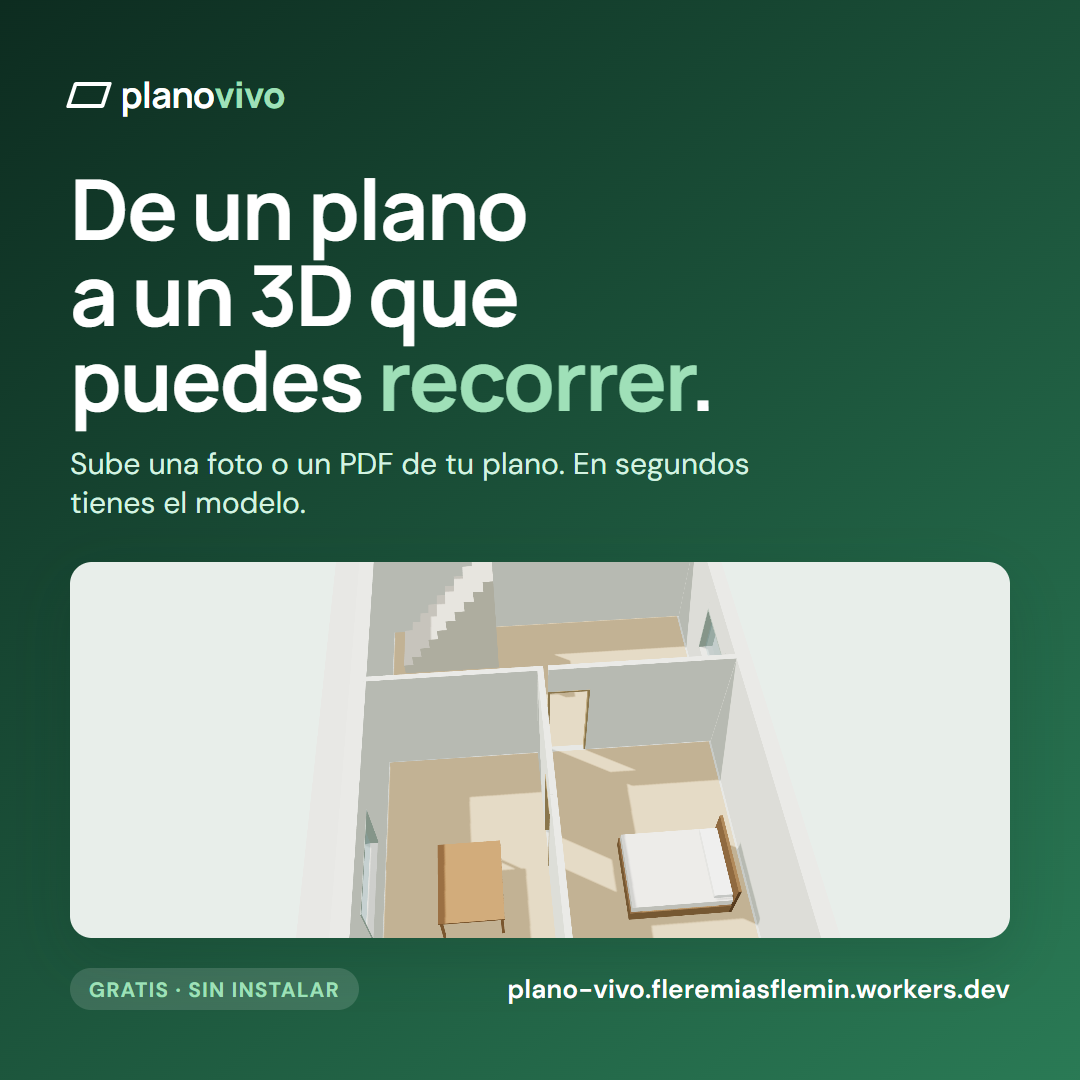 planovivo
De un plano
a un 3D que
puedes recorrer.
Sube una foto o un PDF de tu plano. En segundos
tienes el modelo.
GRATIS · SIN INSTALAR
plano-vivo.fleremiasflemin.workers.dev